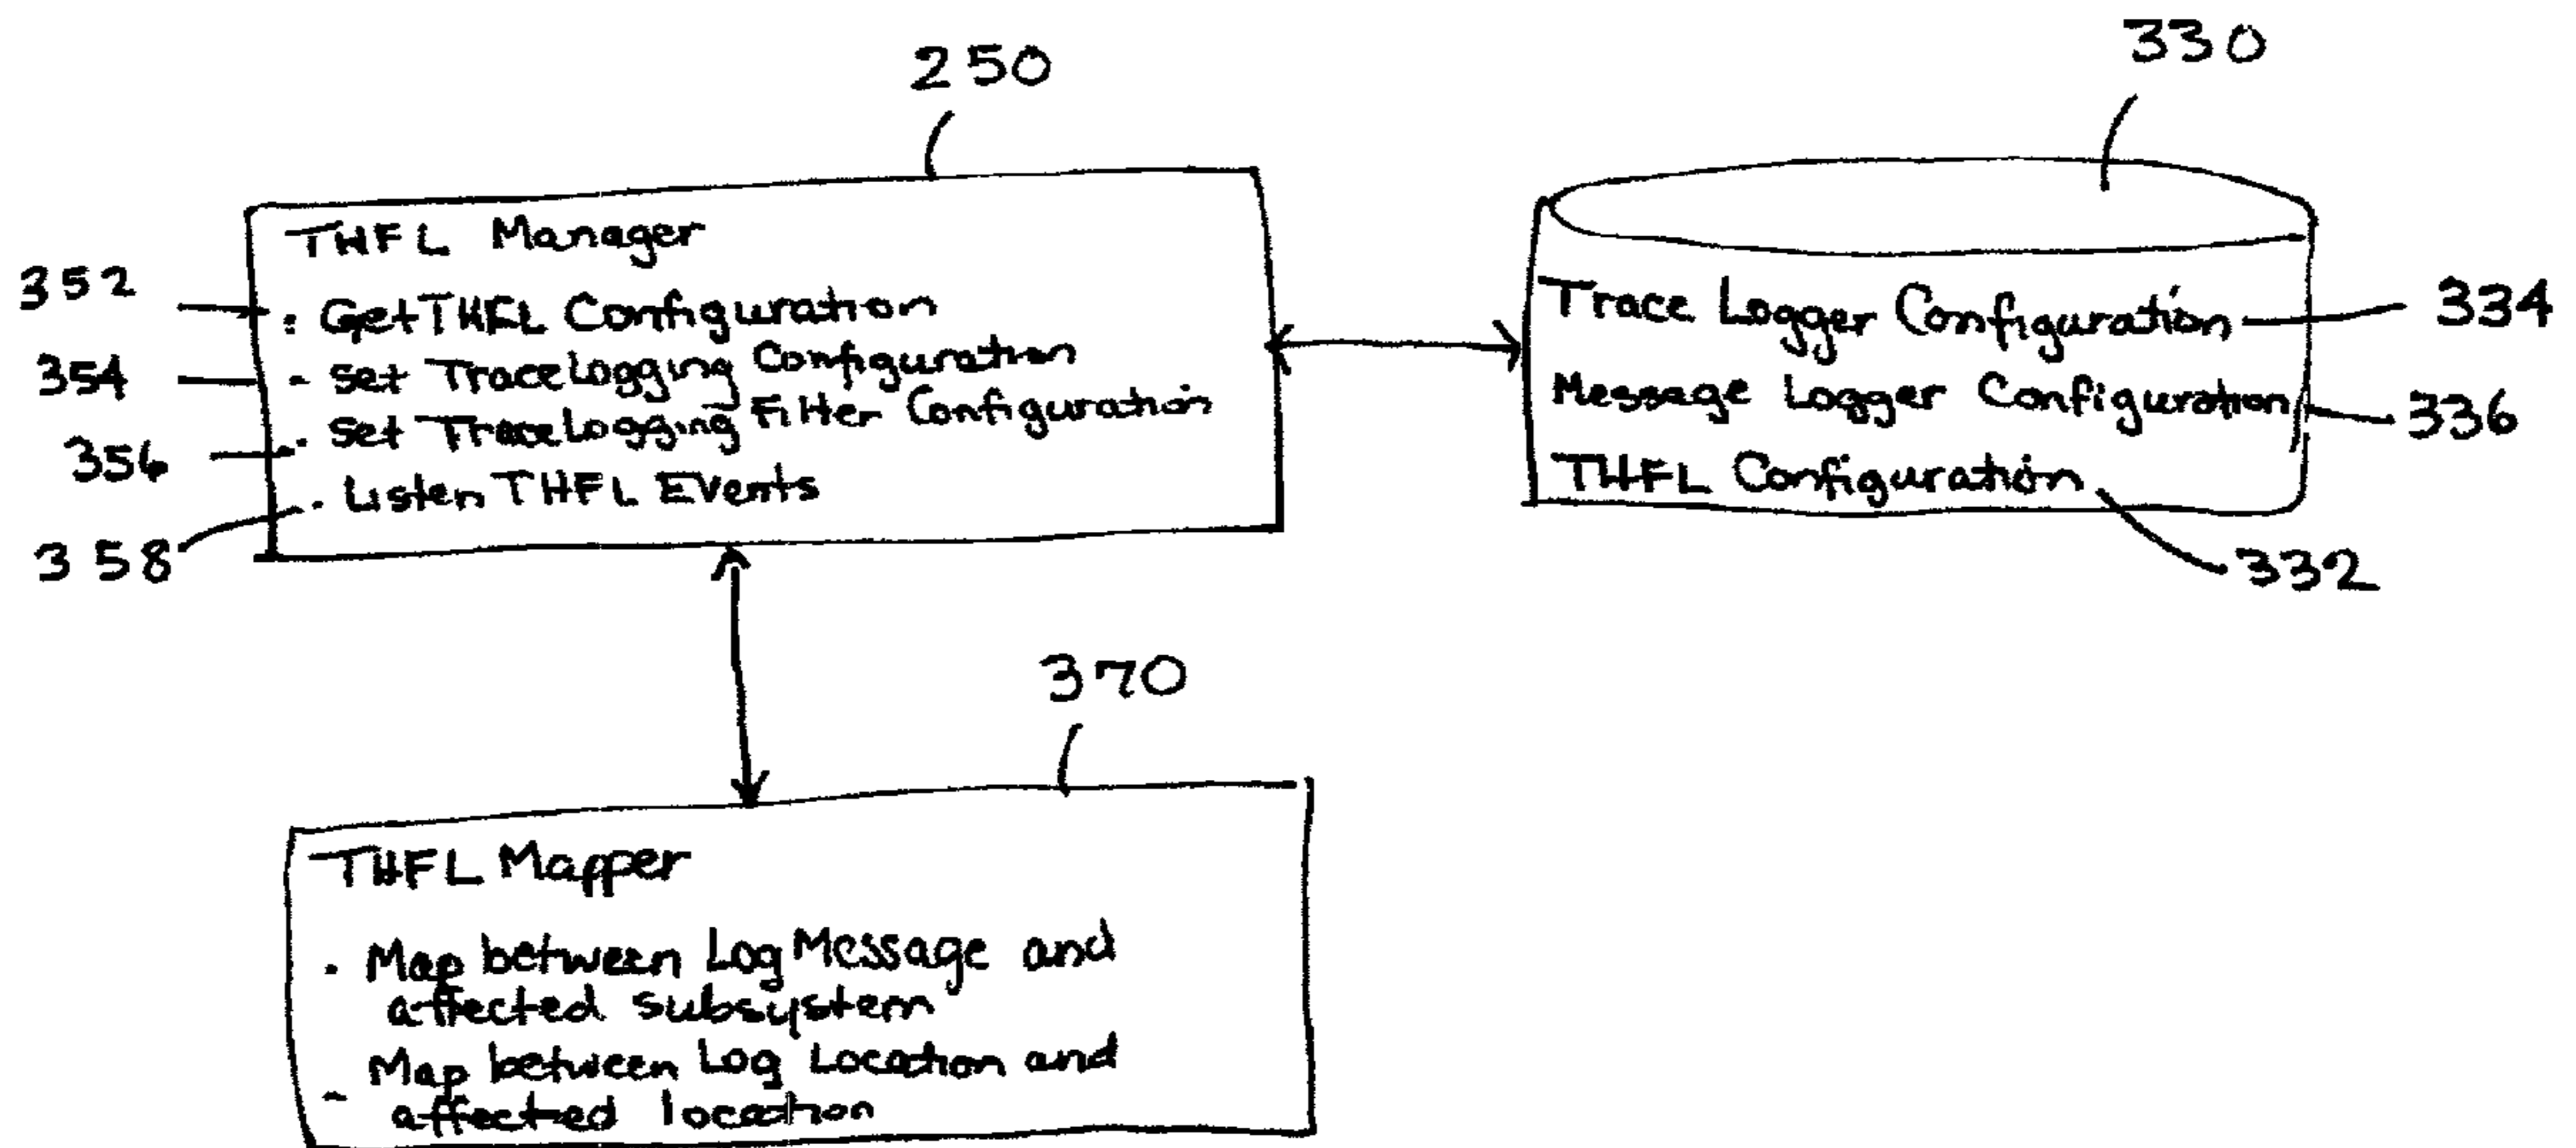 250
330
THFL Manager
352
· Get THFL Configuration
354
- set Tracelogging Configuration
356
· set Tracelogging Filter Configuration
358
· Listen THFL Events
Trace Logger Configuration
334
Message Logger Configuration
336
THFL Configuration
332
370
THFL Mapper
· Map between Log Message and
affected subsystem
- Map between Log Location and
affected location